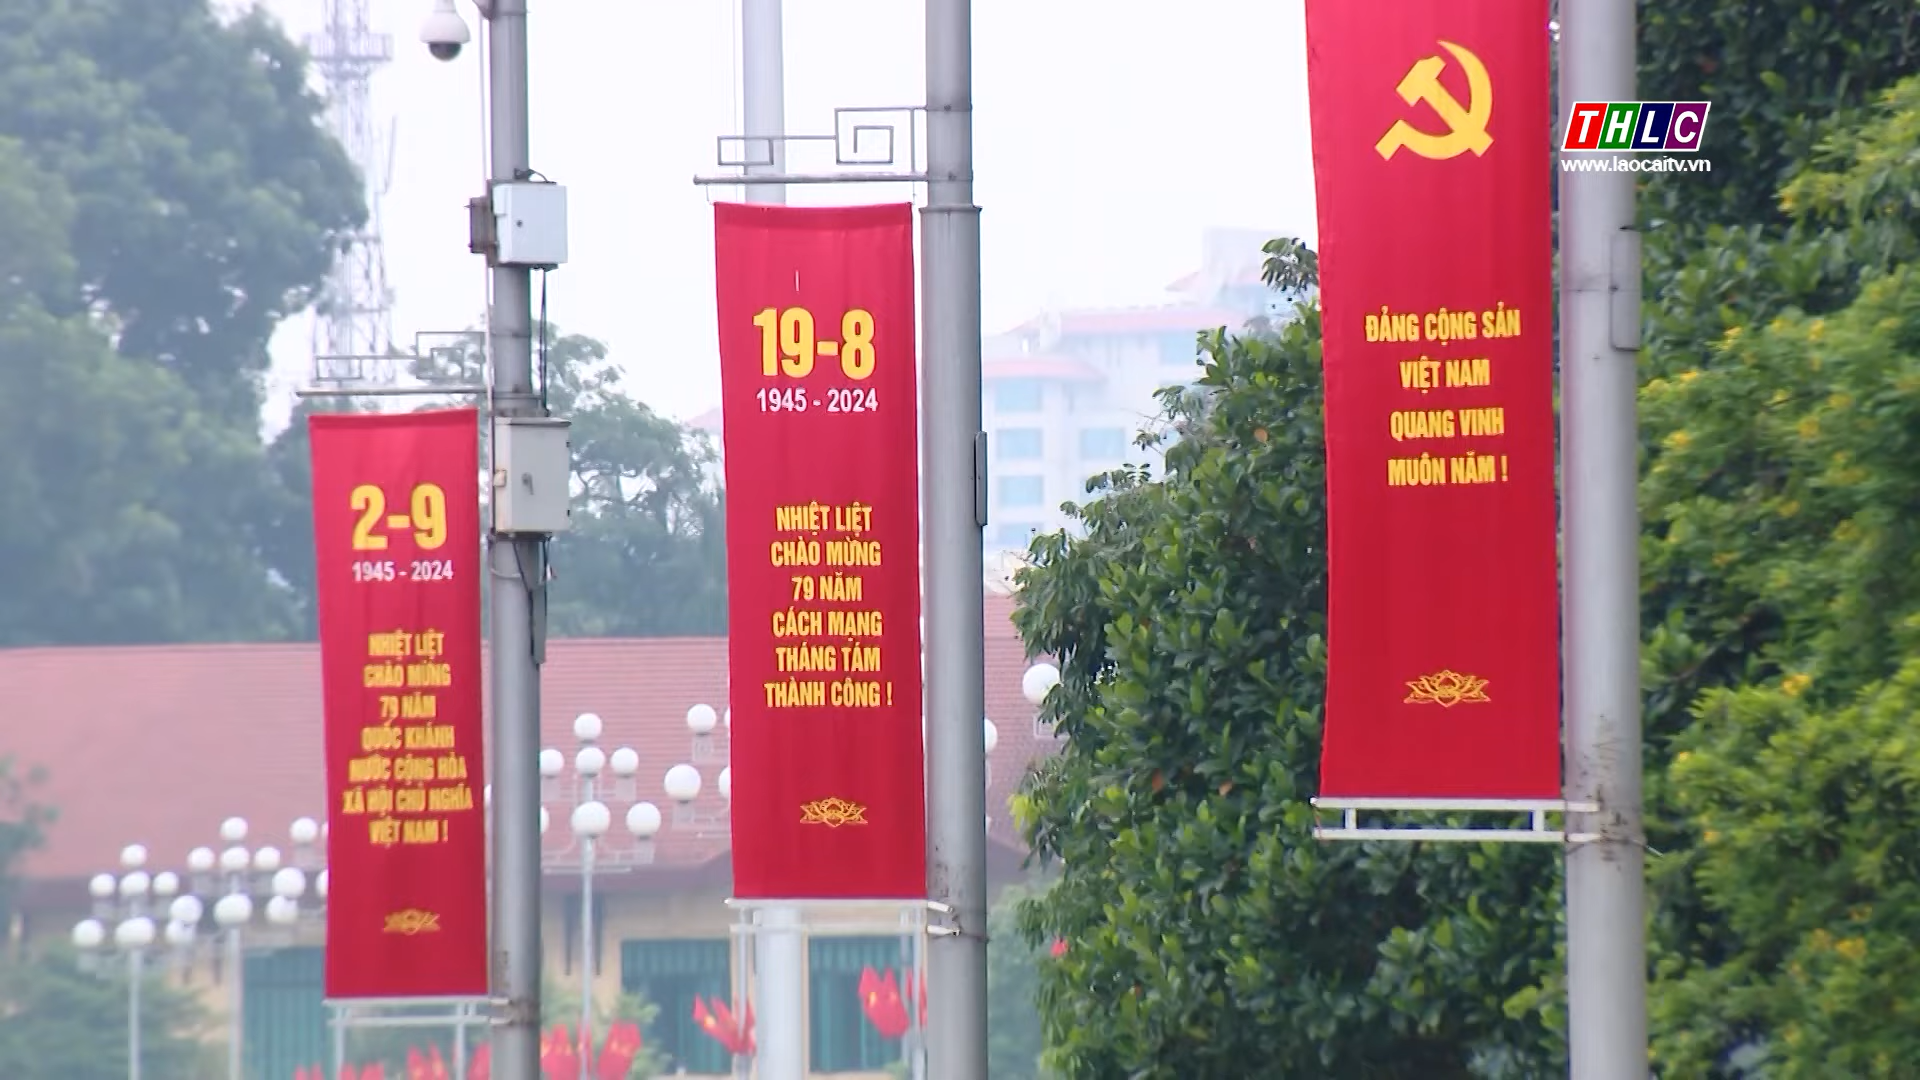 2-9
1945 - 2024
NHIỆT LIỆT
CHÀO MỪNG
79 NĂM
QUỐC KHÁNH
NƯỚC CỘNG HÒA
XÃ HỘI CHỦ NGHĨA
VIỆT NAM !
19-8
1945 - 2024
NHIỆT LIỆT
CHÀO MỪNG
79 NĂM
CÁCH MẠNG
THÁNG TÁM
THÀNH CÔNG !
ĐẢNG CỘNG SẢN
VIỆT NAM
QUANG VINH
MUÔN NĂM !
THLC
www.laocaitv.vn